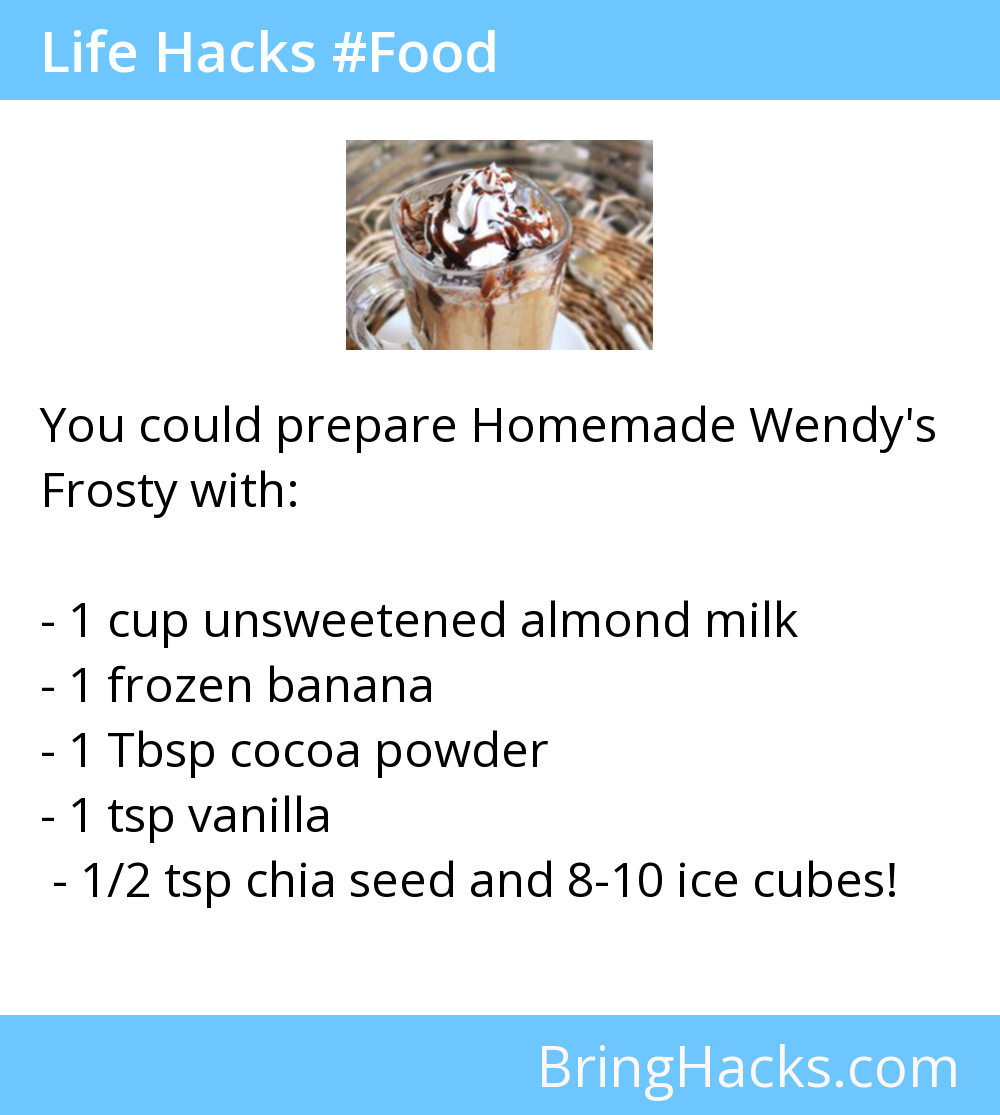 Life Hacks #Food
You could prepare Homemade Wendy's
Frosty with:
- 1 cup unsweetened almond milk
- 1 frozen banana
- 1 Tbsp cocoa powder
- 1 tsp vanilla
- 1/2 tsp chia seed and 8-10 ice cubes!
BringHacks.com